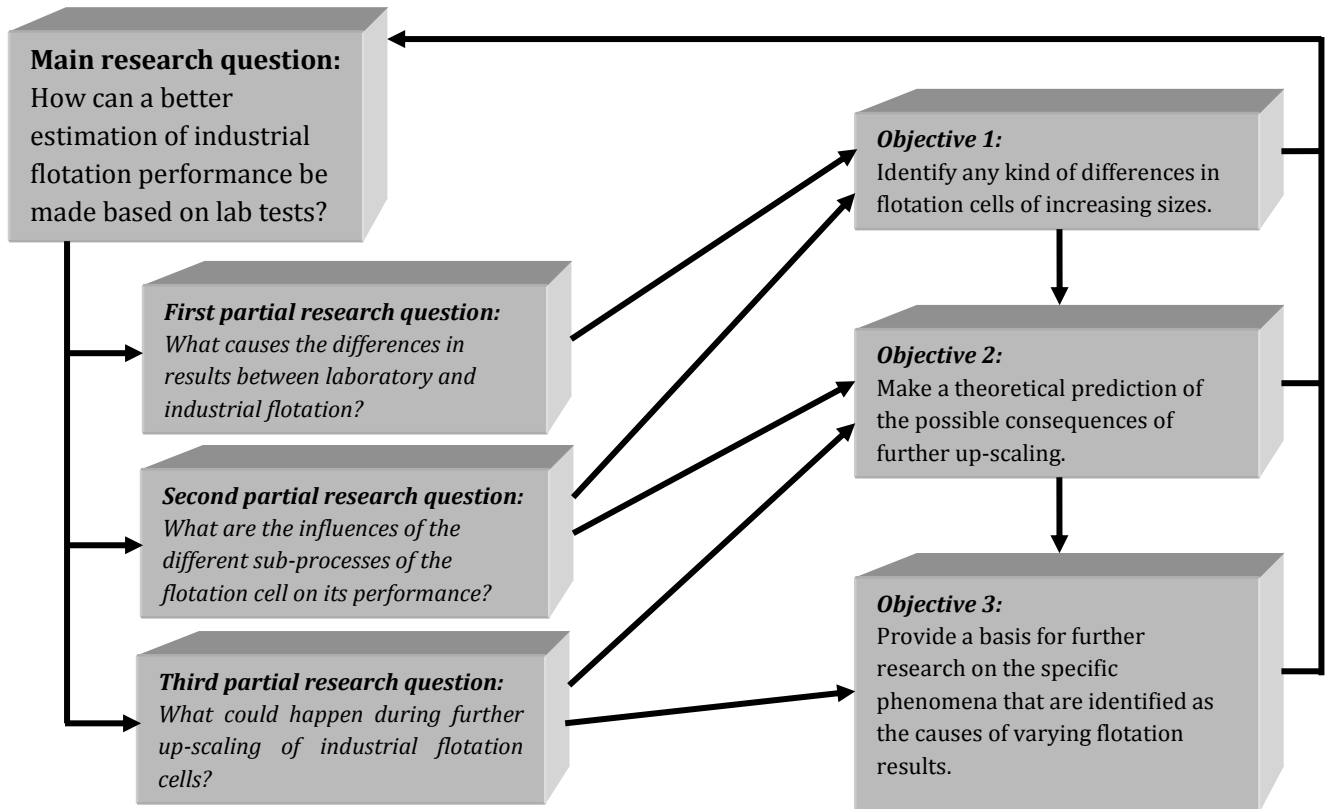 Main research question:
How can a better
estimation of industrial
flotation performance be
made based on lab tests?
First partial research question:
What causes the differences in
results between laboratory and
industrial flotation?
Second partial research question:
What are the influences of the
different sub-processes of the
flotation cell on its performance?
Third partial research question:
What could happen during further
up-scaling of industrial flotation
cells?
Objective 1:
Identify any kind of differences in
flotation cells of increasing sizes.
Objective 2:
Make a theoretical prediction of
the possible consequences of
further up-scaling.
Objective 3:
Provide a basis for further
research on the specific
phenomena that are identified as
the causes of varying flotation
results.